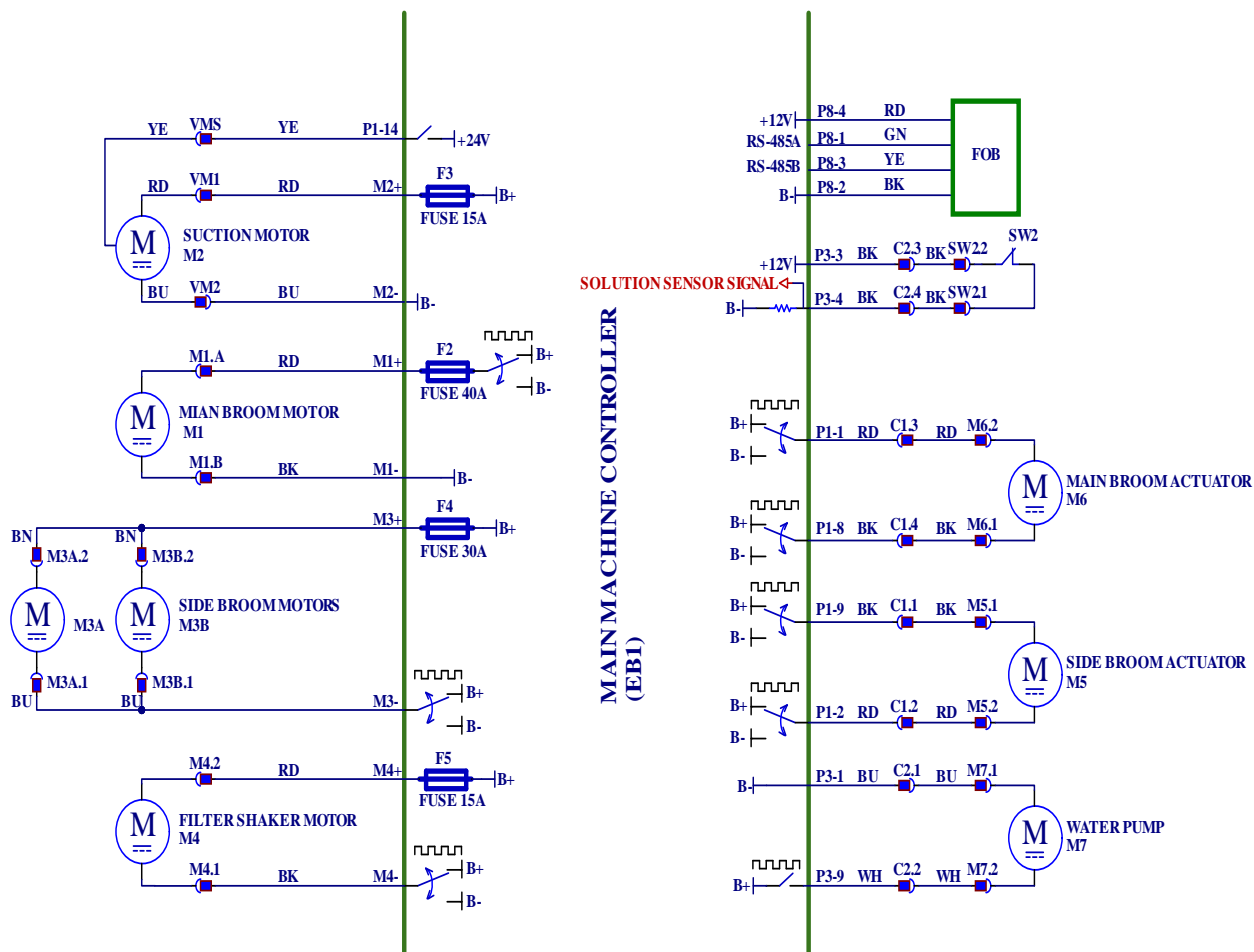 YE VMS YE P1-14 +24V
F3
RD VM1 RD M2+ B+
FUSE 15A
M SUCTION MOTOR
M2
BU VM2 BU M2- B-
M1.A RD M1+ F2 B+
FUSE 40A B-
M MIAN BROOM MOTOR
M1
M1.B BK M1- B-
F4
M3+ B+
BN BN FUSE 30A
M3A.2 M3B.2
M M3A M SIDE BROOM MOTORS
M3B
M3A.1 M3B.1
BU BU M3- B+
B-
F5
M4.2 RD M4+ B+
FUSE 15A
M FILTER SHAKER MOTOR
M4
M4.1 BK M4- B+
B-
MAIN MACHINE CONTROLLER
(EB1)
+12V P8-4 RD
RS-485A P8-1 GN
FOB
RS-485B P8-3 YE
B- P8-2 BK
SW2
+12V P3-3 BK C2.3 BK SW2.2
SOLUTION SENSOR SIGNAL
B- P3-4 BK C2.4 BK SW2.1
B+ P1-1 RD C1.3 RD M6.2
B-
M MAIN BROOM ACTUATOR
M6
B+ P1-8 BK C1.4 BK M6.1
B-
B+ P1-9 BK C1.1 BK M5.1
B-
M SIDE BROOM ACTUATOR
M5
B+ P1-2 RD C1.2 RD M5.2
B-
B- P3-1 BU C2.1 BU M7.1
M WATER PUMP
M7
B+ P3-9 WH C2.2 WH M7.2